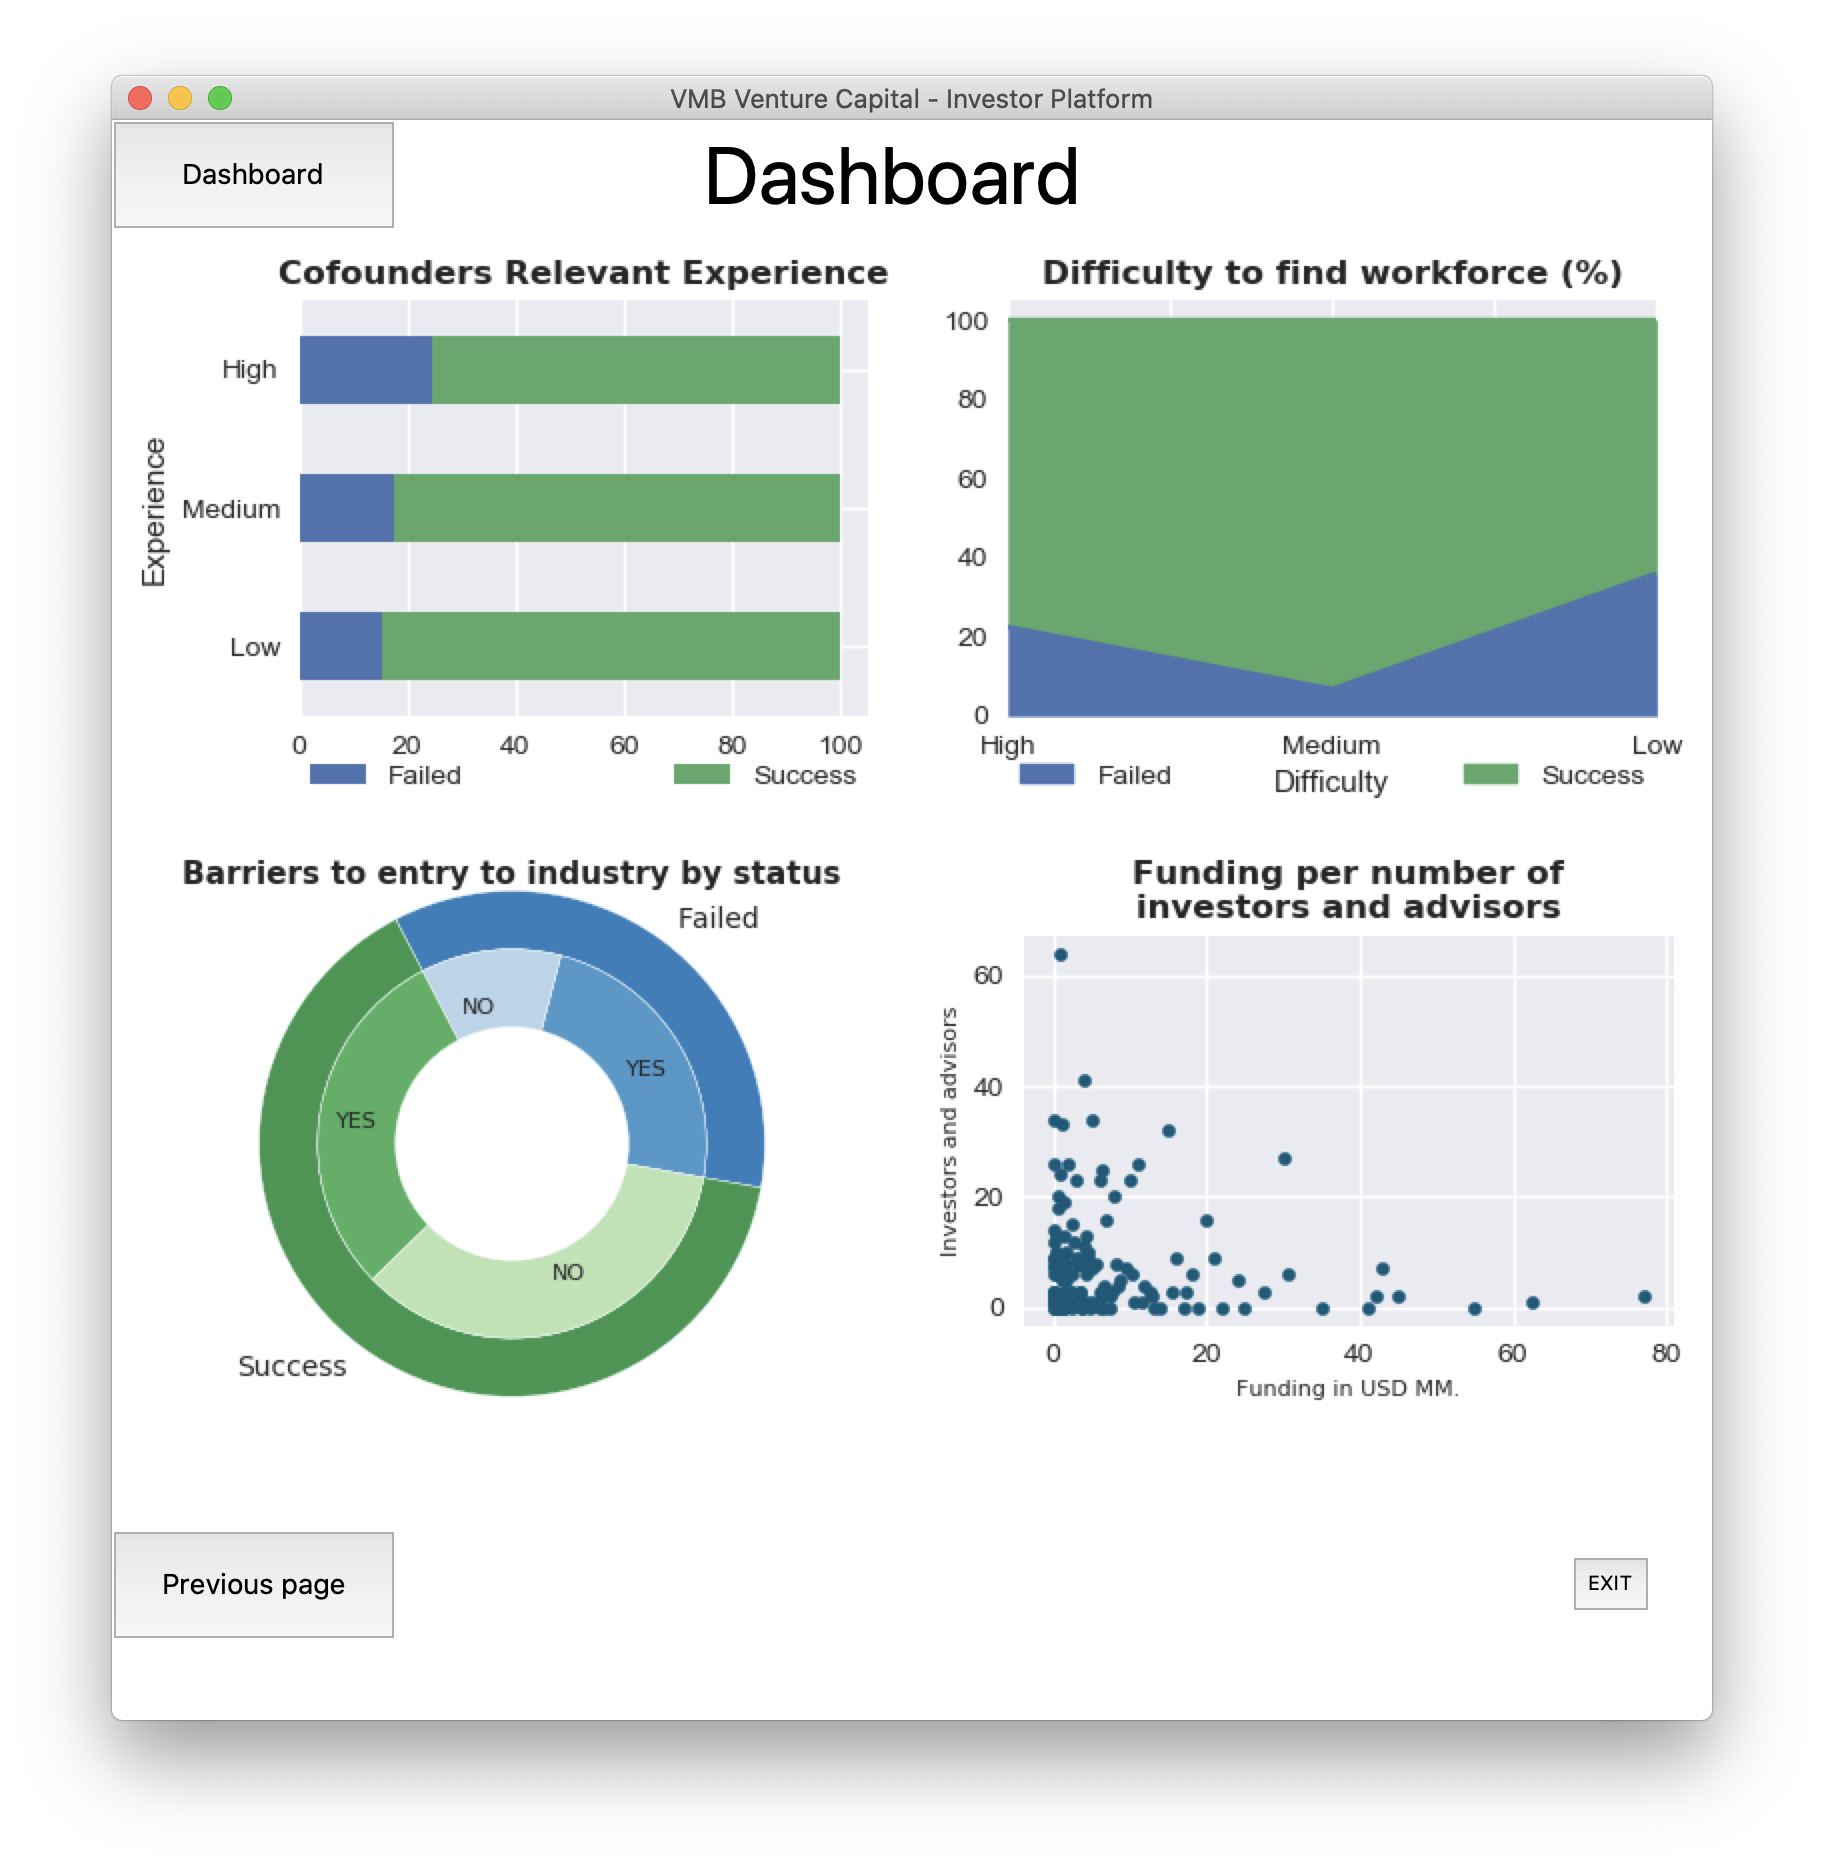 VMB Venture Capital - Investor Platform
Dashboard
Dashboard
Cofounders Relevant Experience
High
Medium
Low
Experience
0 20 40 60 80 100
Failed Success
Difficulty to find workforce (%)
100
80
60
40
20
0
High Medium Low
Failed Difficulty Success
Barriers to entry to industry by status
Failed
NO
YES
YES
NO
Success
Funding per number of
investors and advisors
Investors and advisors
60
40
20
0
0 20 40 60 80
Funding in USD MM.
Previous page
EXIT